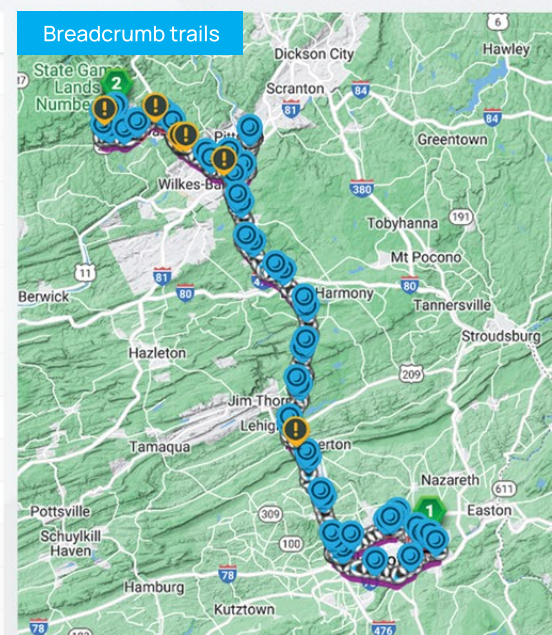 Breadcrumb trails
6
Dickson City
Hawley
State Gam
Lands
Number
2
Scranton
84
81
84
Greentown
Pitt
Wilkes-Ba
380
Tobyhanna
191
11
Mt Pocono
81
80
80
Berwick
Harmony
Tannersville
Stroudsburg
Hazleton
209
Jim Thor
Lehig
erton
Tamaqua
Nazareth
1
611
Easton
Pottsville
309
Schuylkill
Haven
100
78
Hamburg
Kutztown
78
476